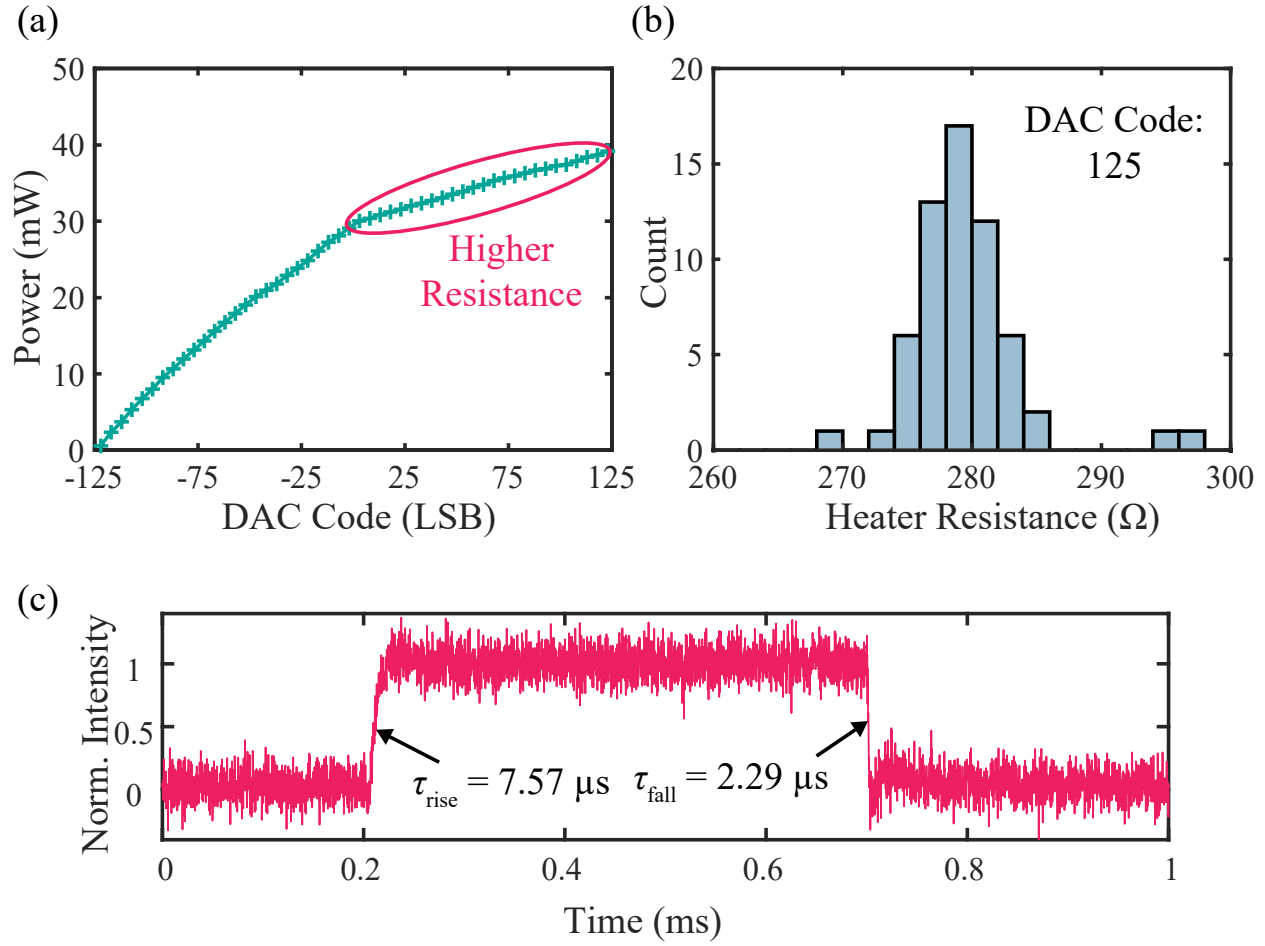 (a)
50
40
30
20
10
0
Power (mW)
Higher
Resistance
-125
-75
-25
25
75
125
DAC Code (LSB)
(b)
20
15
10
5
0
Count
DAC Code:
125
260
270
280
290
300
Heater Resistance (Ω)
(c)
Norm. Intensity
1
0.5
0
τrise = 7.57 μs
τfall = 2.29 μs
0
0.2
0.4
0.6
0.8
1
Time (ms)